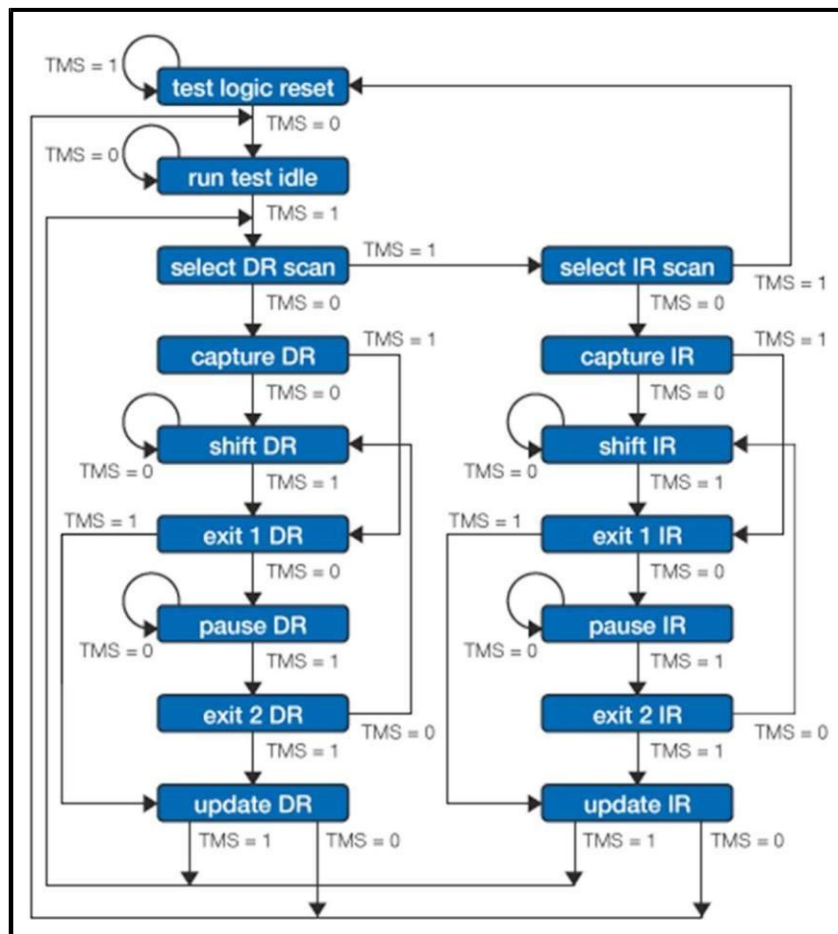 TMS = 1
test logic reset
TMS = 0
TMS = 0
run test idle
TMS = 1
select DR scan
TMS = 1
select IR scan
TMS = 1
TMS = 0
TMS = 0
capture DR
TMS = 1
capture IR
TMS = 1
TMS = 0
TMS = 0
shift DR
shift IR
TMS = 0
TMS = 1
TMS = 0
TMS = 1
TMS = 1
exit 1 DR
TMS = 1
exit 1 IR
TMS = 0
TMS = 0
pause DR
pause IR
TMS = 0
TMS = 1
TMS = 0
TMS = 1
exit 2 DR
TMS = 0
exit 2 IR
TMS = 0
TMS = 1
TMS = 1
update DR
update IR
TMS = 1
TMS = 0
TMS = 1
TMS = 0